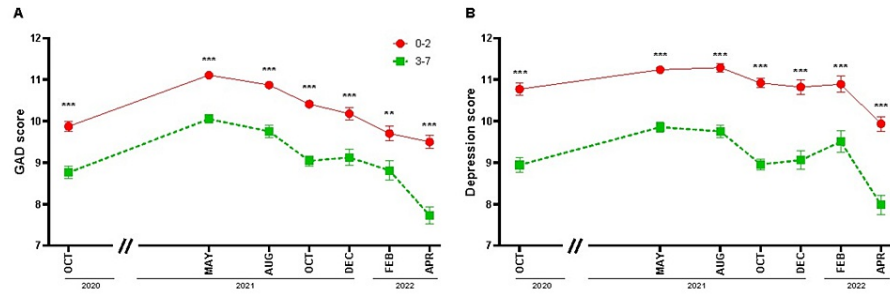 A
GAD score
12
11
10
9
8
7
***
***
***
***
***
**
***
0-2
3-7
OCT
MAY
AUG
OCT
DEC
FEB
APR
2020
2021
2022
B
Depression score
12
11
10
9
8
7
***
***
***
***
***
***
***
OCT
MAY
AUG
OCT
DEC
FEB
APR
2020
2021
2022